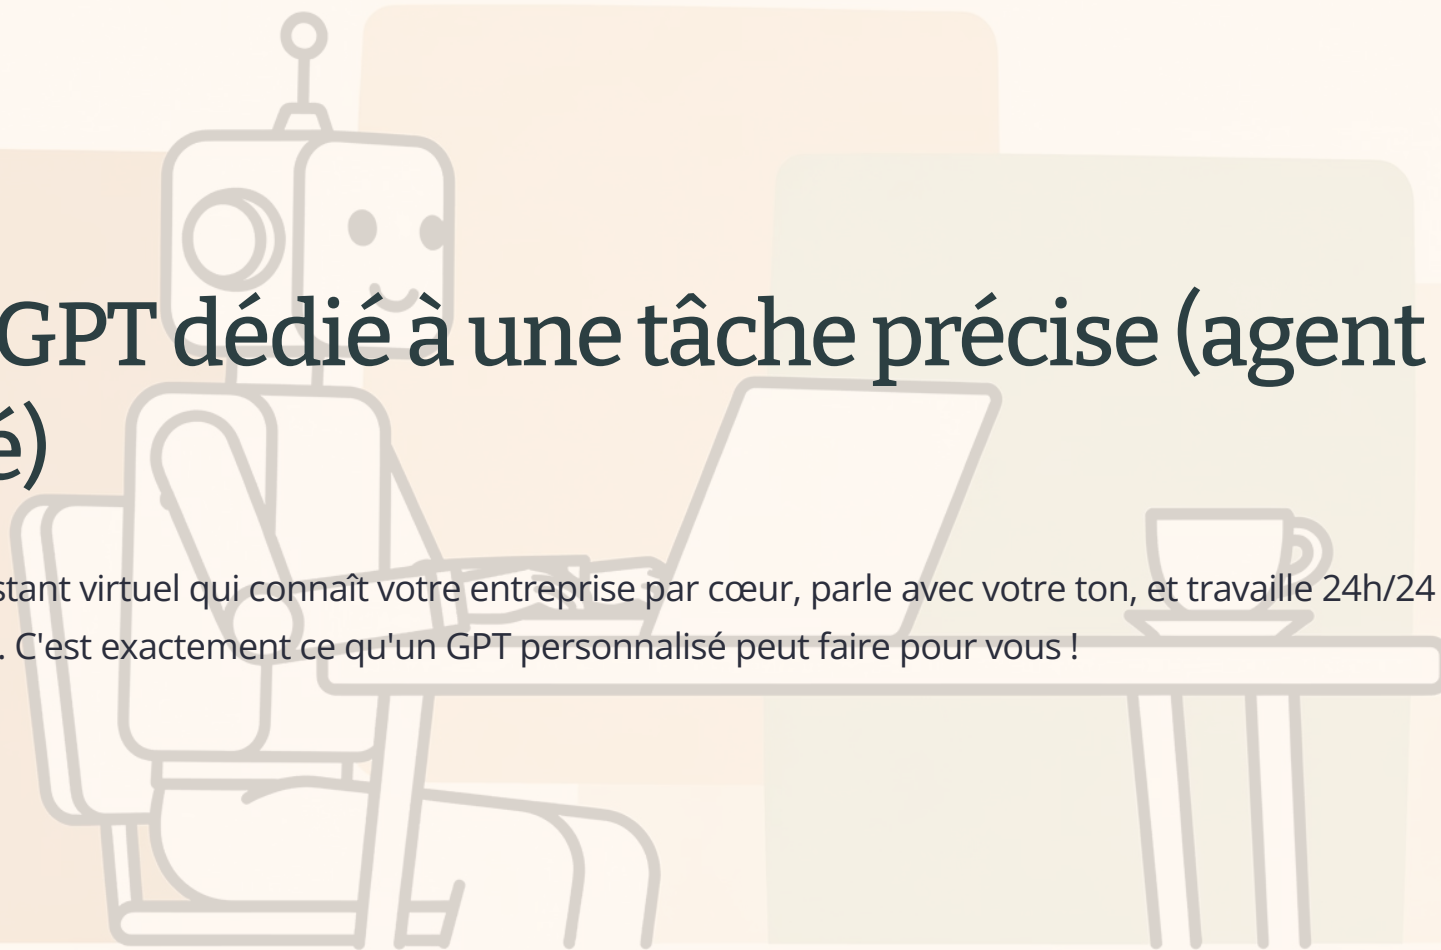 GPT dédié à une tâche précise (agent
é)
stant virtuel qui connaît votre entreprise par cœur, parle avec votre ton, et travaille 24h/24
. C'est exactement ce qu'un GPT personnalisé peut faire pour vous !